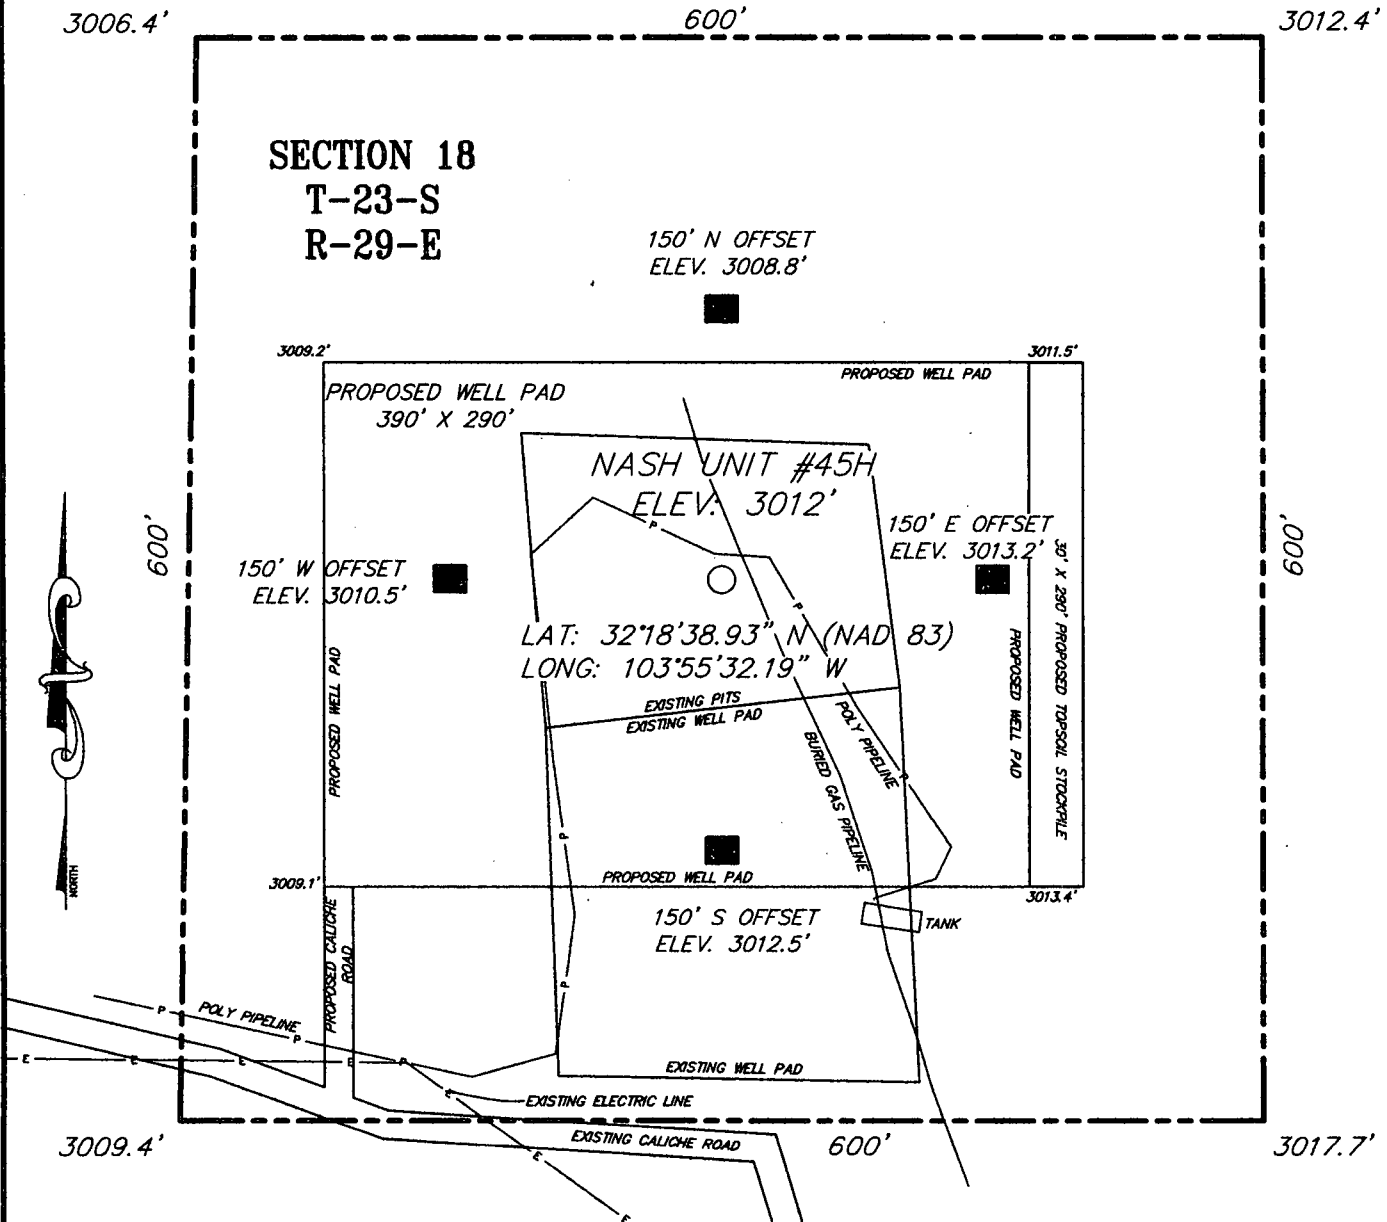 3006.4' 600' 3012.4'
SECTION 18
T-23-S
R-29-E
150' N OFFSET
ELEV. 3008.8'
3009.2' 3011.5'
PROPOSED WELL PAD
PROPOSED WELL PAD
390' X 290'
NASH UNIT #45H
ELEV: 3012'
600'
150' W OFFSET
ELEV. 3010.5'
150' E OFFSET
ELEV. 3013.2'
600'
P
P
LAT: 32°18'38.93" N (NAD 83)
LONG: 103°55'32.19" W
PROPOSED WELL PAD
EXISTING PITS
EXISTING WELL PAD
POLY PIPELINE
P
BURIED GAS PIPELINE
PROPOSED WELL PAD
30' X 290' PROPOSED TOPSOIL STOCKPILE
P
NORTH
3009.1' 3013.4'
PROPOSED WELL PAD
150' S OFFSET
ELEV. 3012.5'
TANK
PROPOSED CALICHE
ROAD
P
P POLY PIPELINE P
E E E E P
EXISTING WELL PAD
E
EXISTING ELECTRIC LINE
EXISTING CALICHE ROAD
E
3009.4' 600' 3017.7'
E